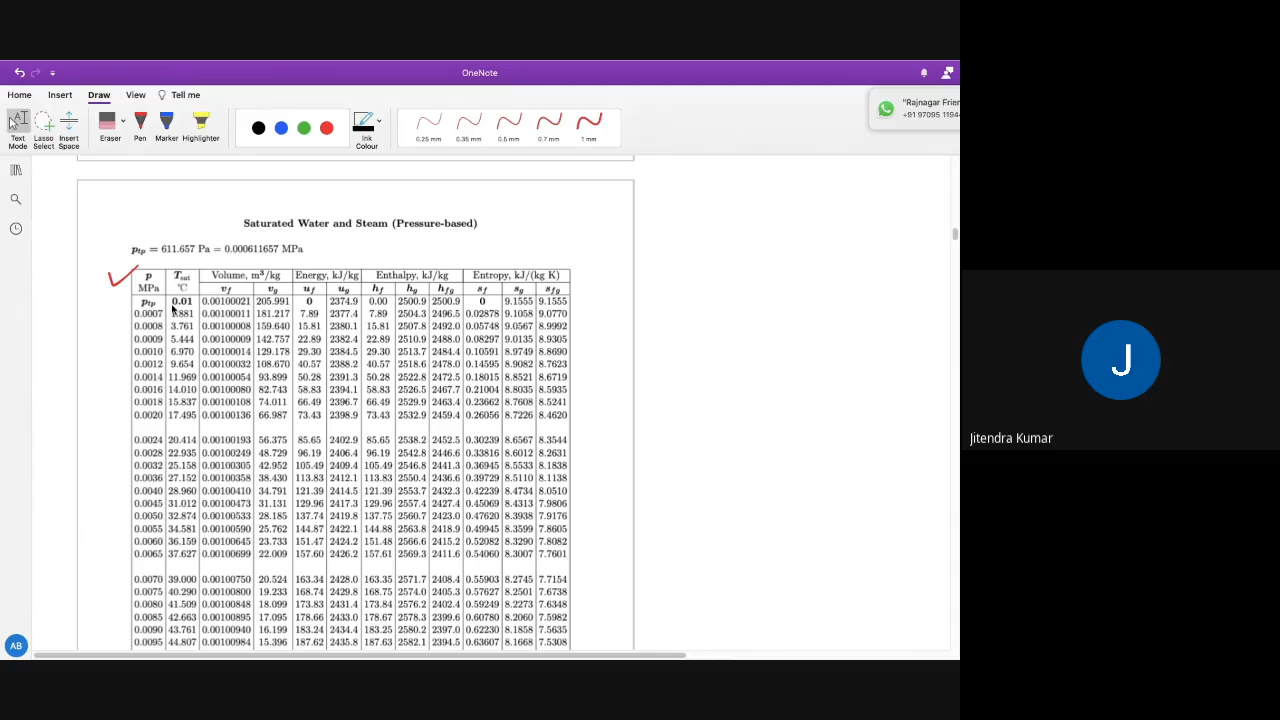 OneNote
Home Insert Draw View Tell me
Text Mode
Lasso Select
Insert Space
Eraser
Pen
Marker
Highlighter
Ink Colour
0.25 mm 0.35 mm 0.5 mm 0.7 mm 1 mm
"Rajnagar Frien
+91 97095 1194
Saturated Water and Steam (Pressure-based)
ptp = 611.657 Pa = 0.000611657 MPa
p Tsat Volume, m³/kg Energy, kJ/kg Enthalpy, kJ/kg Entropy, kJ/(kg K)
MPa °C vf vg uf ug hf hg hfg sf sg sfg
ptp 0.01 0.00100021 205.991 0 2374.9 0.00 2500.9 2500.9 0 9.1555 9.1555
0.0007 .881 0.00100011 181.217 7.89 2377.4 7.89 2504.3 2496.5 0.02878 9.1058 9.0770
0.0008 3.761 0.00100008 159.640 15.81 2380.1 15.81 2507.8 2492.0 0.05748 9.0567 8.9992
0.0009 5.444 0.00100009 142.757 22.89 2382.4 22.89 2510.9 2488.0 0.08297 9.0135 8.9305
0.0010 6.970 0.00100014 129.178 29.30 2384.5 29.30 2513.7 2484.4 0.10591 8.9749 8.8690
0.0012 9.654 0.00100032 108.670 40.57 2388.2 40.57 2518.6 2478.0 0.14595 8.9082 8.7623
0.0014 11.969 0.00100054 93.899 50.28 2391.3 50.28 2522.8 2472.5 0.18015 8.8521 8.6719
0.0016 14.010 0.00100080 82.743 58.83 2394.1 58.83 2526.5 2467.7 0.21004 8.8035 8.5935
0.0018 15.837 0.00100108 74.011 66.49 2396.7 66.49 2529.9 2463.4 0.23662 8.7608 8.5241
0.0020 17.495 0.00100136 66.987 73.43 2398.9 73.43 2532.9 2459.4 0.26056 8.7226 8.4620
0.0024 20.414 0.00100193 56.375 85.65 2402.9 85.65 2538.2 2452.5 0.30239 8.6567 8.3544
0.0028 22.935 0.00100249 48.729 96.19 2406.4 96.19 2542.8 2446.6 0.33816 8.6012 8.2631
0.0032 25.158 0.00100305 42.952 105.49 2409.4 105.49 2546.8 2441.3 0.36945 8.5533 8.1838
0.0036 27.152 0.00100358 38.430 113.83 2412.1 113.83 2550.4 2436.6 0.39729 8.5110 8.1138
0.0040 28.960 0.00100410 34.791 121.39 2414.5 121.39 2553.7 2432.3 0.42239 8.4734 8.0510
0.0045 31.012 0.00100473 31.131 129.96 2417.3 129.96 2557.4 2427.4 0.45069 8.4313 7.9806
0.0050 32.874 0.00100533 28.185 137.74 2419.8 137.75 2560.7 2423.0 0.47620 8.3938 7.9176
0.0055 34.581 0.00100590 25.762 144.87 2422.1 144.88 2563.8 2418.9 0.49945 8.3599 7.8605
0.0060 36.159 0.00100645 23.733 151.47 2424.2 151.48 2566.6 2415.2 0.52082 8.3290 7.8082
0.0065 37.627 0.00100699 22.009 157.60 2426.2 157.61 2569.3 2411.6 0.54060 8.3007 7.7601
0.0070 39.000 0.00100750 20.524 163.34 2428.0 163.35 2571.7 2408.4 0.55903 8.2745 7.7154
0.0075 40.290 0.00100800 19.233 168.74 2429.8 168.75 2574.0 2405.3 0.57627 8.2501 7.6738
0.0080 41.509 0.00100848 18.099 173.83 2431.4 173.84 2576.2 2402.4 0.59249 8.2273 7.6348
0.0085 42.663 0.00100895 17.095 178.66 2433.0 178.67 2578.3 2399.6 0.60780 8.2060 7.5982
0.0090 43.761 0.00100940 16.199 183.24 2434.4 183.25 2580.2 2397.0 0.62230 8.1858 7.5635
0.0095 44.807 0.00100984 15.396 187.62 2435.8 187.63 2582.1 2394.5 0.63607 8.1668 7.5308
AB
J
Jitendra Kumar